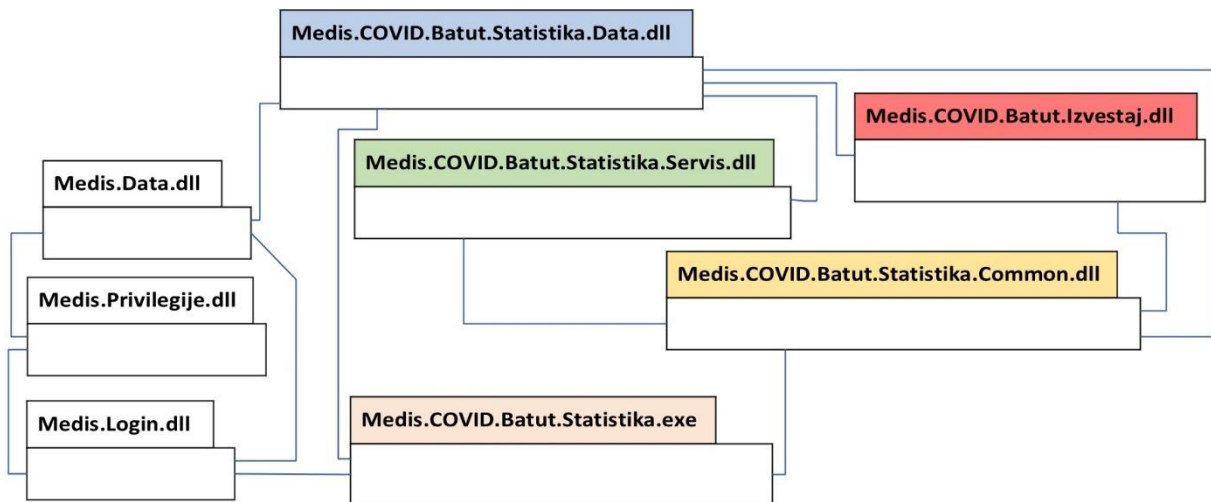 Medis.COVID.Batut.Statistika.Data.dll
Medis.COVID.Batut.Izvestaj.dll
Medis.COVID.Batut.Statistika.Servis.dll
Medis.Data.dll
Medis.COVID.Batut.Statistika.Common.dll
Medis.Privilegije.dll
Medis.Login.dll
Medis.COVID.Batut.Statistika.exe